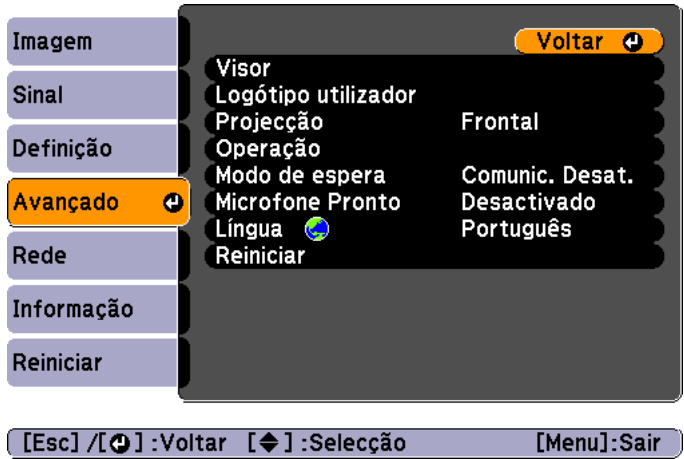 Imagem
Sinal
Definição
Avançado
Rede
Informação
Reiniciar
Voltar
Visor
Logótipo utilizador
Projecção Frontal
Operação
Modo de espera Comunic. Desat.
Microfone Pronto Desactivado
Língua Português
Reiniciar
[Esc] /[ ] :Voltar [ ] :Selecção [Menu]:Sair